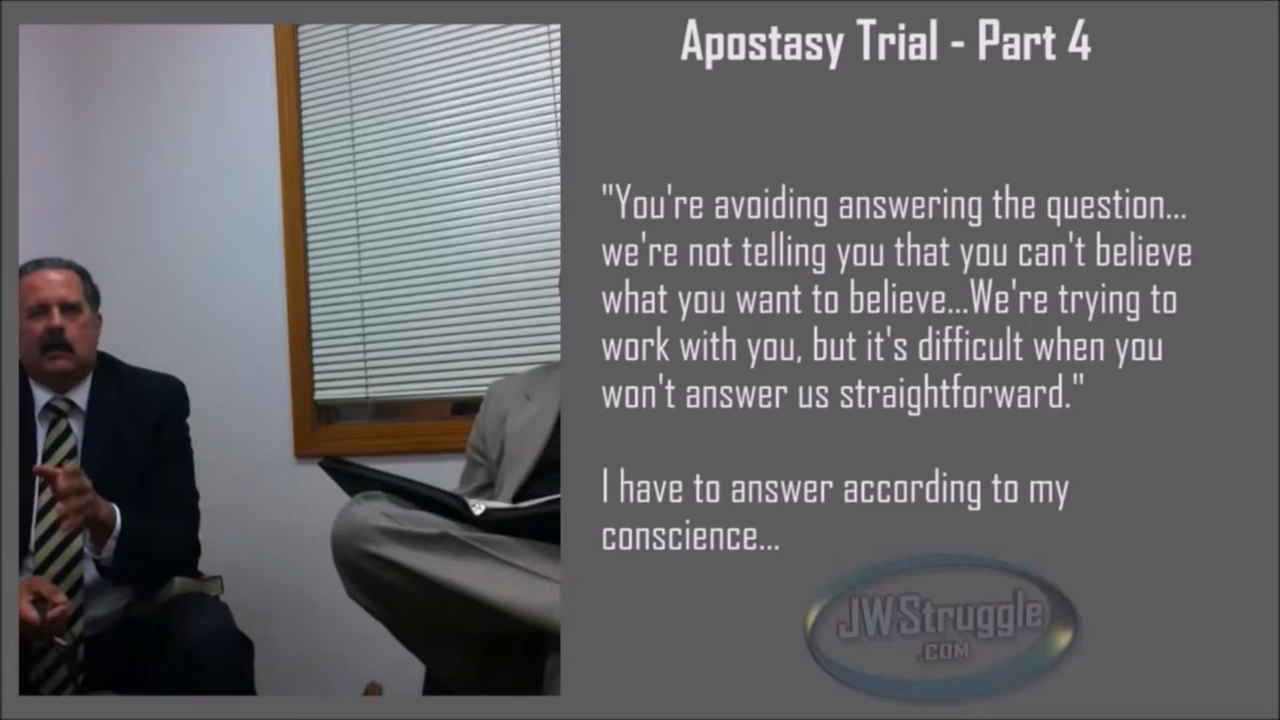 Apostasy Trial - Part 4
"You're avoiding answering the question...
we're not telling you that you can't believe
what you want to believe...We're trying to
work with you, but it's difficult when you
won't answer us straightforward."
I have to answer according to my
conscience...
JWStruggle
.COM